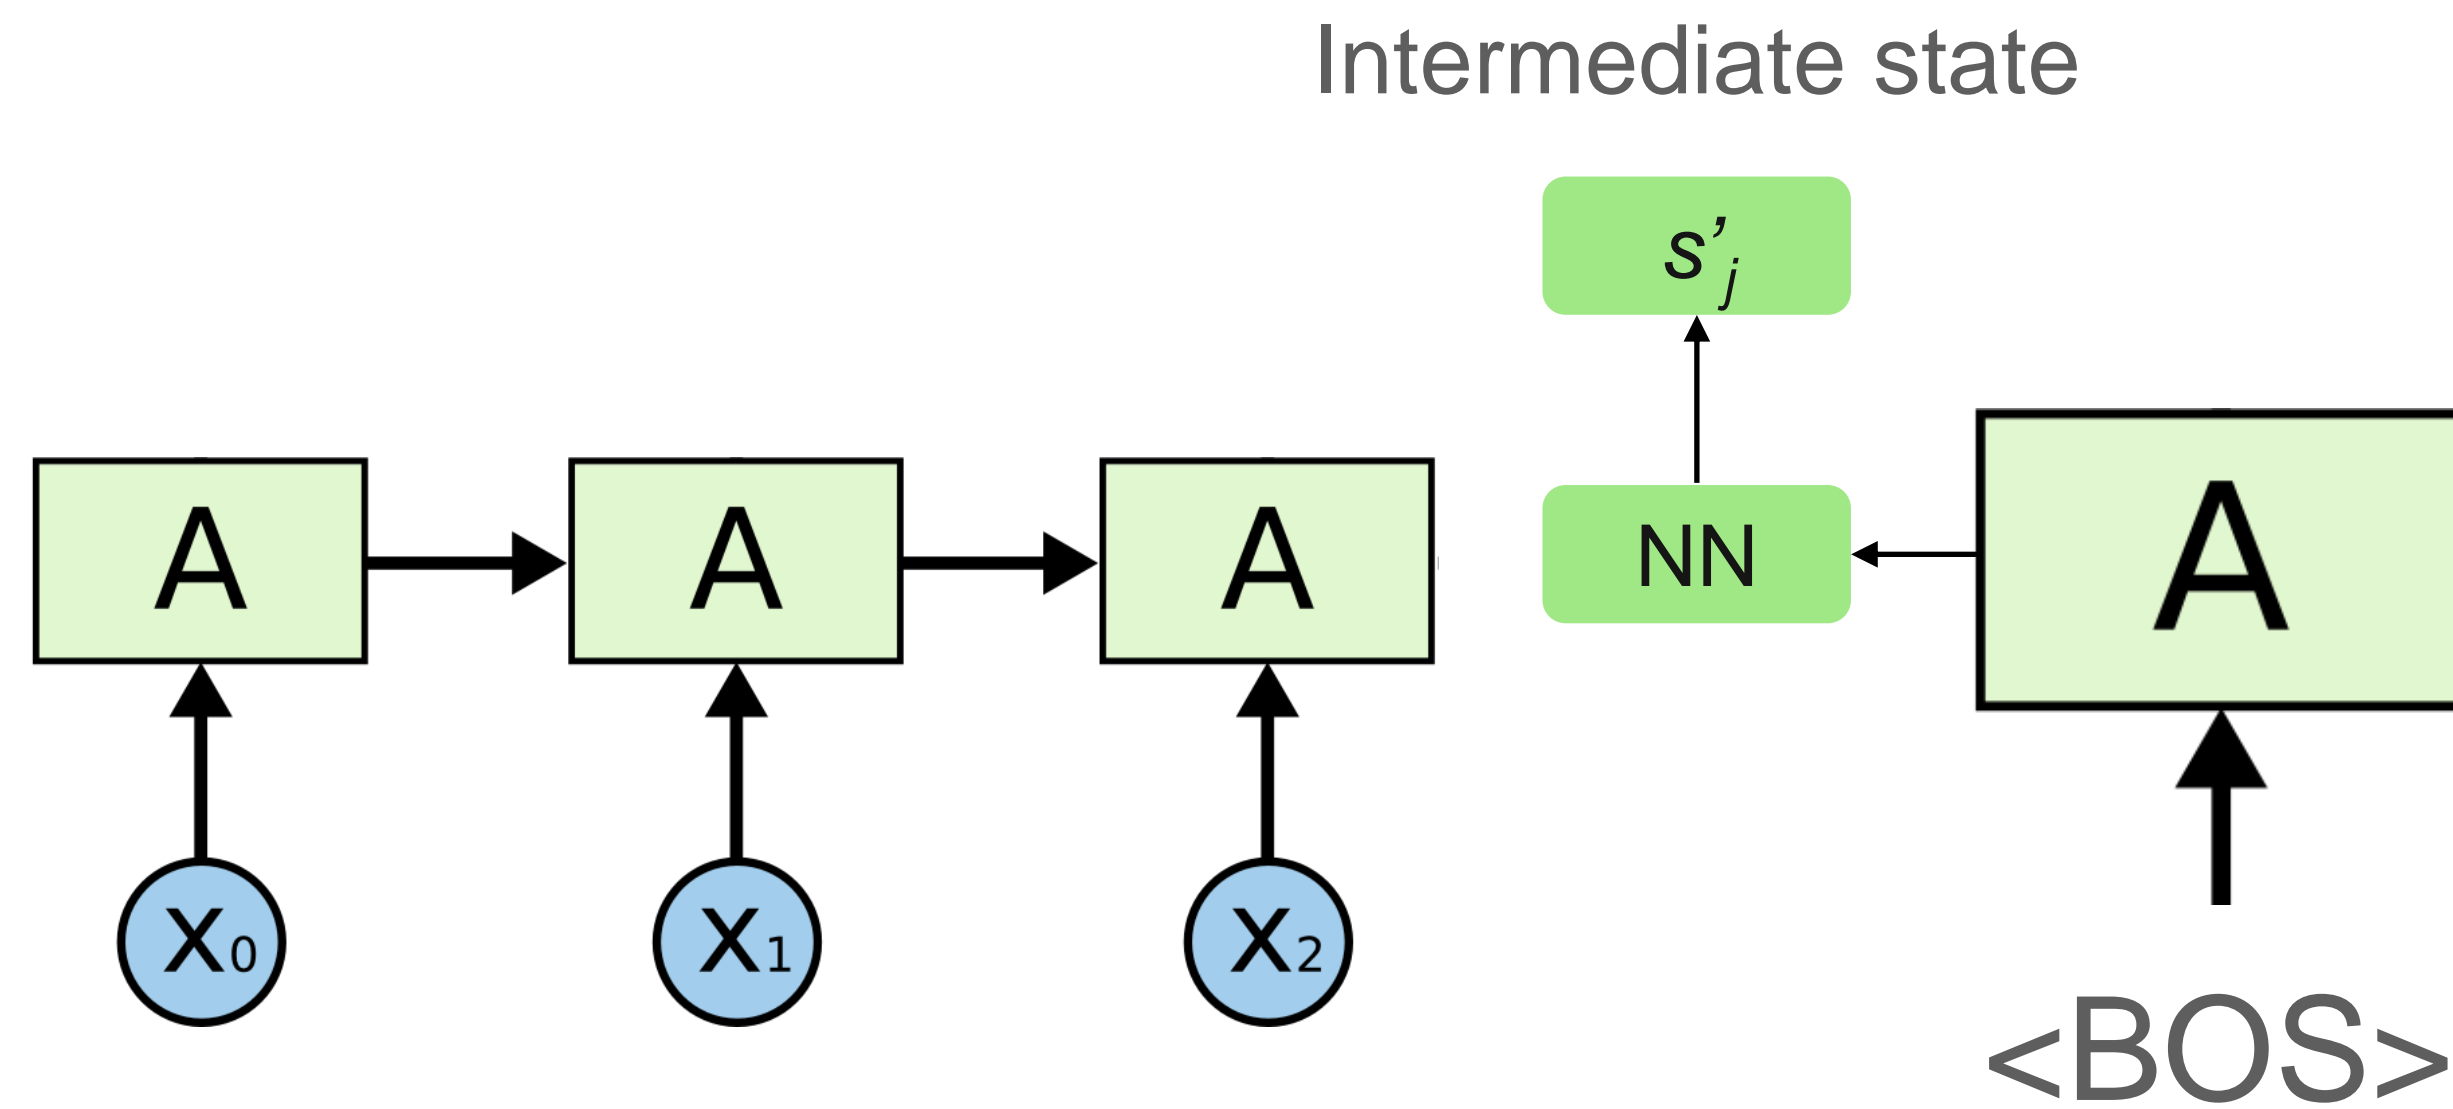 Intermediate state
s’j
A
A
A
NN
A
x0
x1
x2
<BOS>